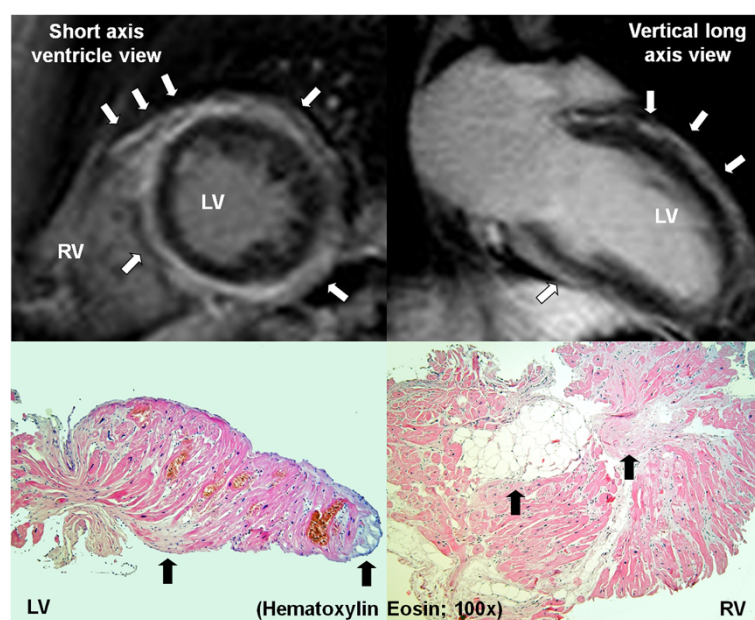 Short axis
ventricle view
Vertical long
axis view
LV
RV
LV
LV
(Hematoxylin Eosin; 100x)
RV